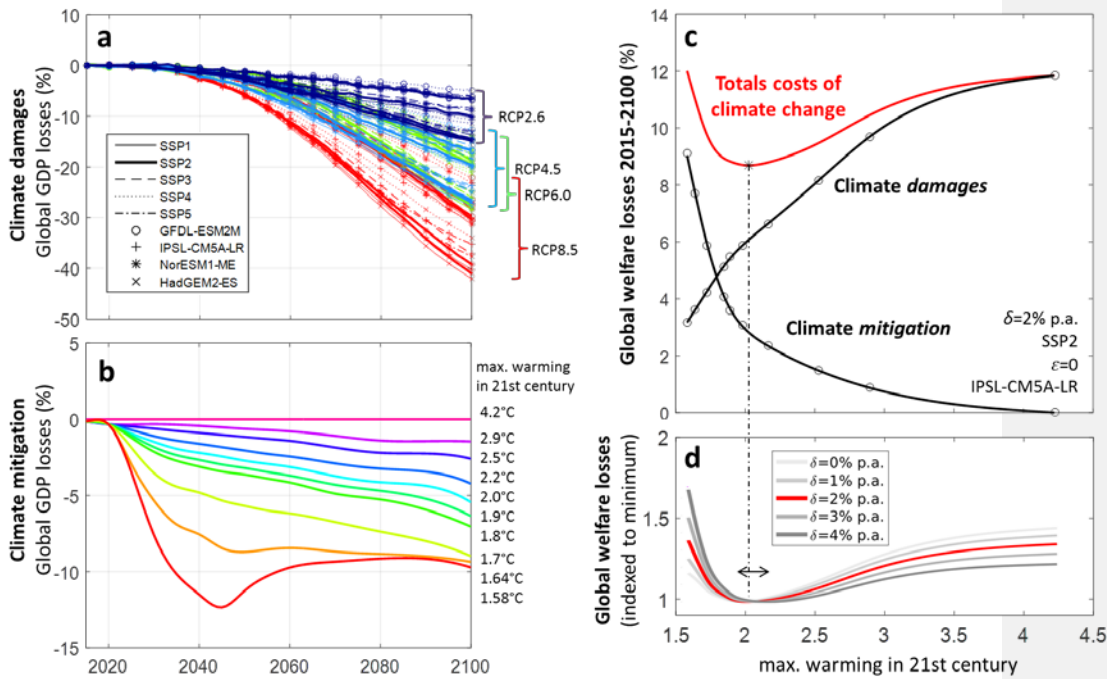 a
Climate damages
Global GDP losses (%)
10
0
-10
-20
-30
-40
-50
SSP1
SSP2
SSP3
SSP4
SSP5
GFDL-ESM2M
IPSL-CM5A-LR
NorESM1-ME
HadGEM2-ES
RCP2.6
RCP4.5
RCP6.0
RCP8.5
b
Climate mitigation
Global GDP losses (%)
5
0
-5
-10
-15
2020
2040
2060
2080
2100
max. warming
in 21st century
4.2°C
2.9°C
2.5°C
2.2°C
2.0°C
1.9°C
1.8°C
1.7°C
1.64°C
1.58°C
c
Global welfare losses 2015-2100 (%)
14
12
10
8
6
4
2
0
Totals costs of
climate change
Climate damages
Climate mitigation
δ=2% p.a.
SSP2
ε=0
IPSL-CM5A-LR
d
Global welfare losses
(indexed to minimum)
2
1.5
1
δ=0% p.a.
δ=1% p.a.
δ=2% p.a.
δ=3% p.a.
δ=4% p.a.
1.5
2
2.5
3
3.5
4
4.5
max. warming in 21st century